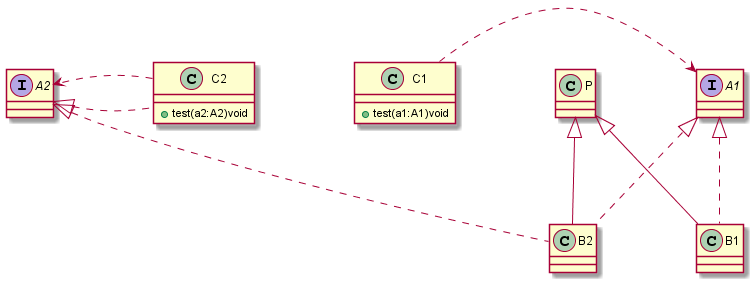 I A2
C C2
test(a2:A2)void
C C1
test(a1:A1)void
C P
I A1
C B2
C B1